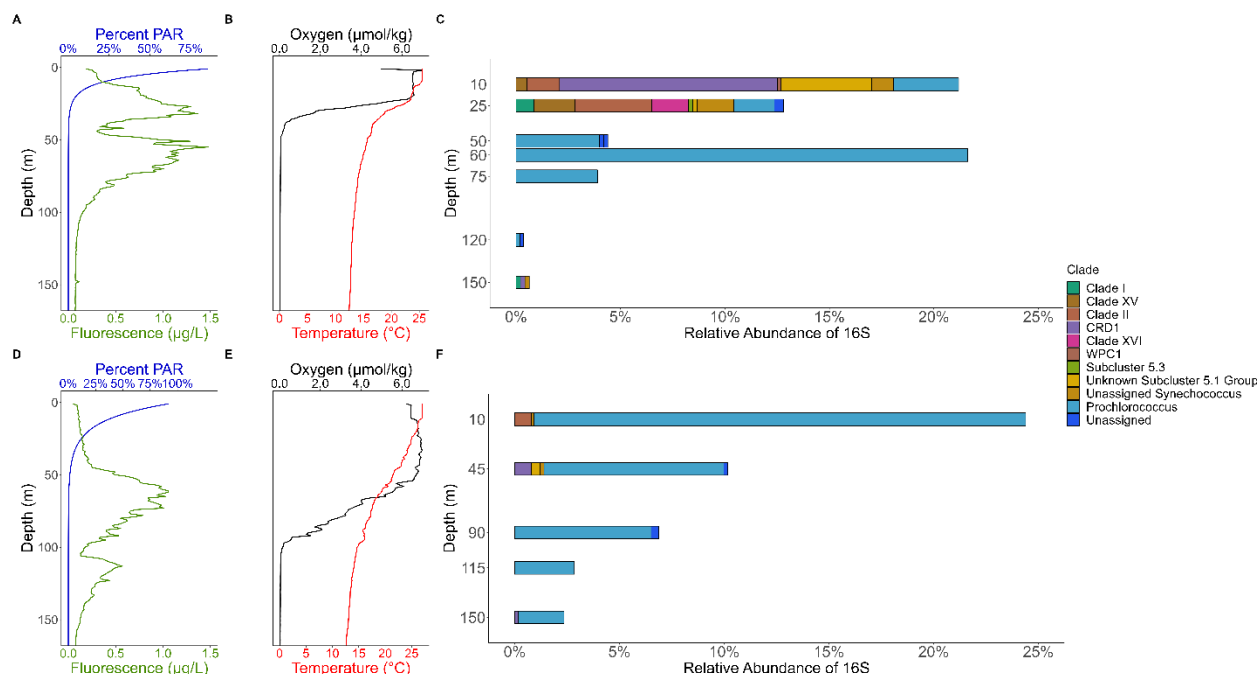 A
Percent PAR
0% 25% 50% 75%
0
50
100
150
Depth (m)
0.0 0.5 1.0 1.5
Fluorescence (µg/L)
B
Oxygen (µmol/kg)
0.0 2.0 4.0 6.0
0 5 10 15 20 25
Temperature (°C)
C
10
25
50
60
75
120
150
Depth (m)
0% 5% 10% 15% 20% 25%
Relative Abundance of 16S
Clade
Clade I
Clade XV
Clade II
CRD1
Clade XVI
WPC1
Subcluster 5.3
Unknown Subcluster 5.1 Group
Unassigned Synechococcus
Prochlorococcus
Unassigned
D
Percent PAR
0% 25% 50% 75% 100%
0
50
100
150
Depth (m)
0.0 0.5 1.0 1.5
Fluorescence (µg/L)
E
Oxygen (µmol/kg)
0.0 2.0 4.0 6.0
0 5 10 15 20 25
Temperature (°C)
F
10
45
90
115
150
Depth (m)
0% 5% 10% 15% 20% 25%
Relative Abundance of 16S